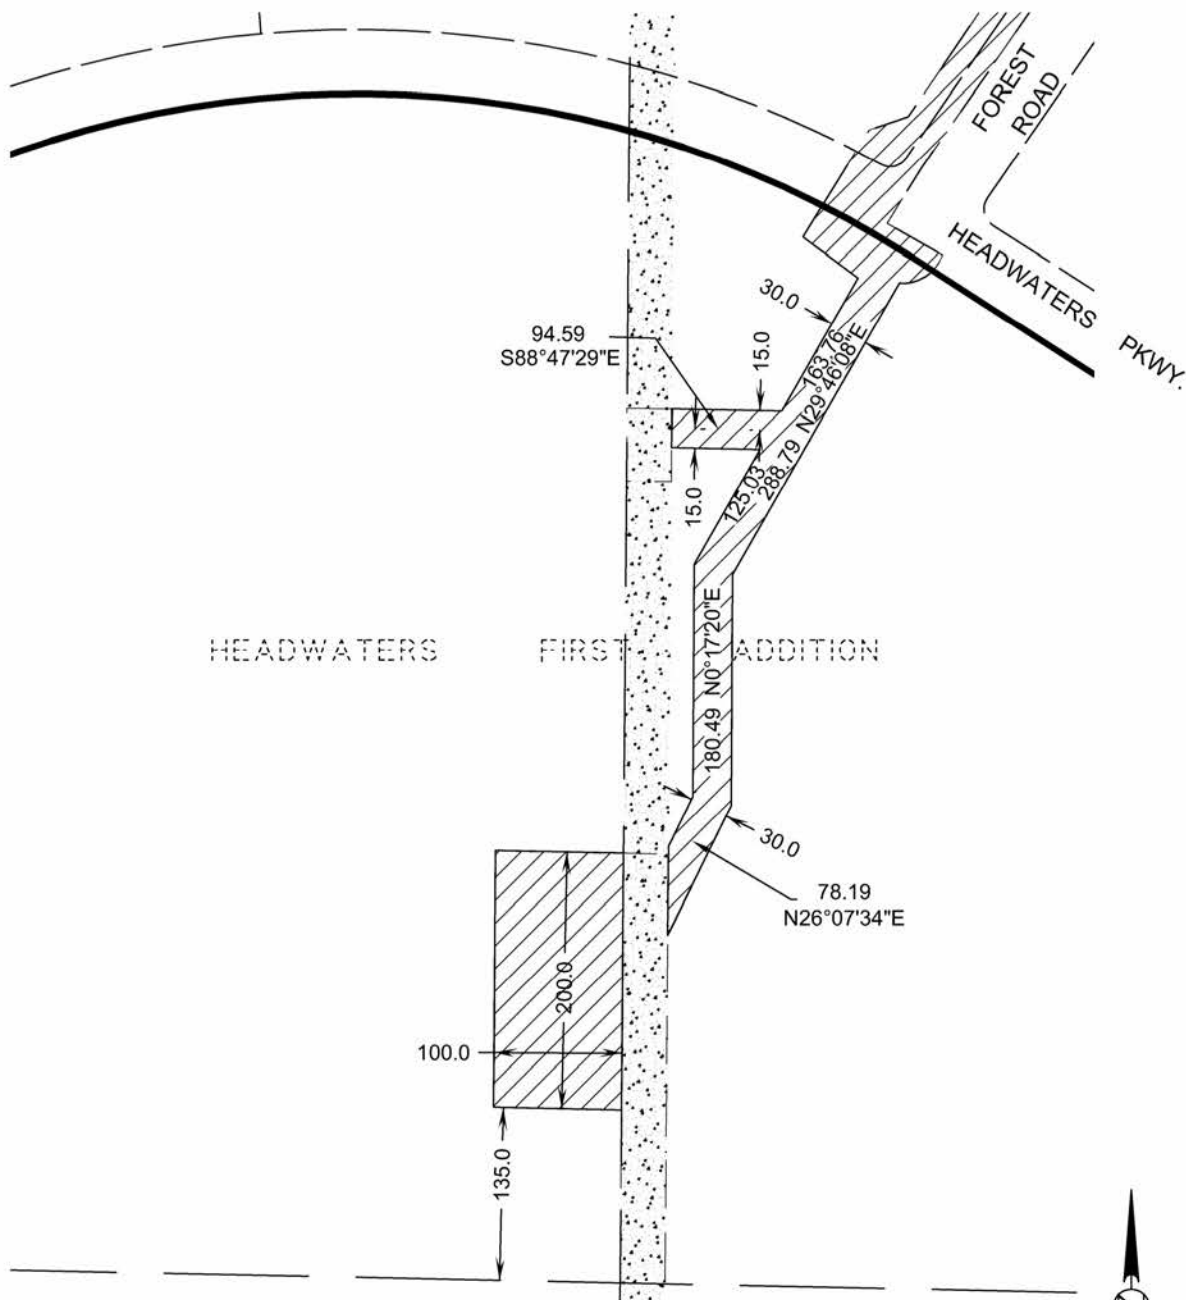 FOREST
ROAD
HEADWATERS PKWY.
30.0
94.59
S88°47'29"E
15.0
163.76
N29°46'08"E
288.79
125.03
15.0
HEADWATERS FIRST ADDITION
180.49 N0°17'20"E
30.0
78.19
N26°07'34"E
200.0
100.0
135.0